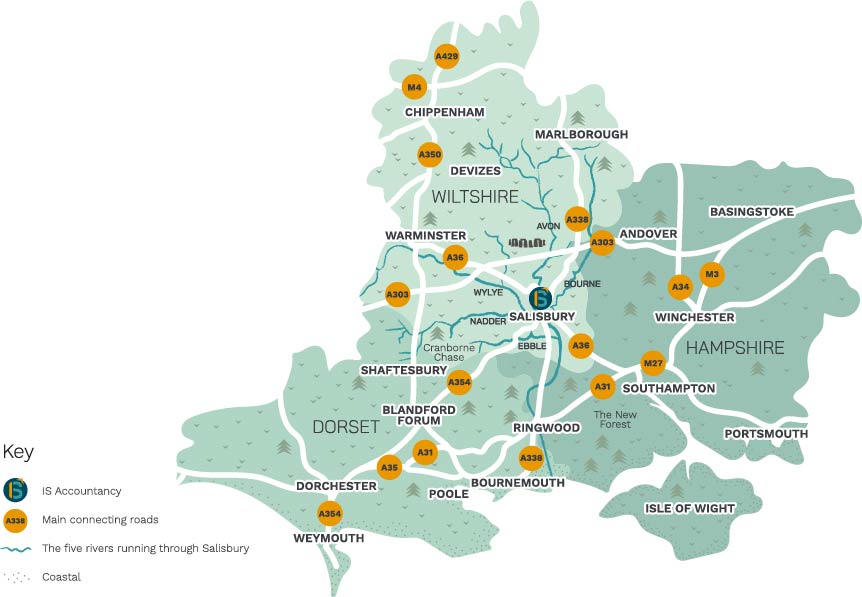 A429
M4
CHIPPENHAM
MARLBOROUGH
A350
DEVIZES
WILTSHIRE
BASINGSTOKE
A338
AVON
WARMINSTER
ANDOVER
A303
A36
M3
BOURNE
A34
WYLYE
A303
IS
SALISBURY
WINCHESTER
NADDER
EBBLE
A36
HAMPSHIRE
Cranborne
Chase
M27
SHAFTESBURY
A354
A31
SOUTHAMPTON
BLANDFORD
FORUM
The New
Forest
DORSET
RINGWOOD
PORTSMOUTH
A31
A338
A35
BOURNEMOUTH
DORCHESTER
POOLE
ISLE OF WIGHT
A354
WEYMOUTH
Key
IS
IS Accountancy
A338
Main connecting roads
The five rivers running through Salisbury
Coastal